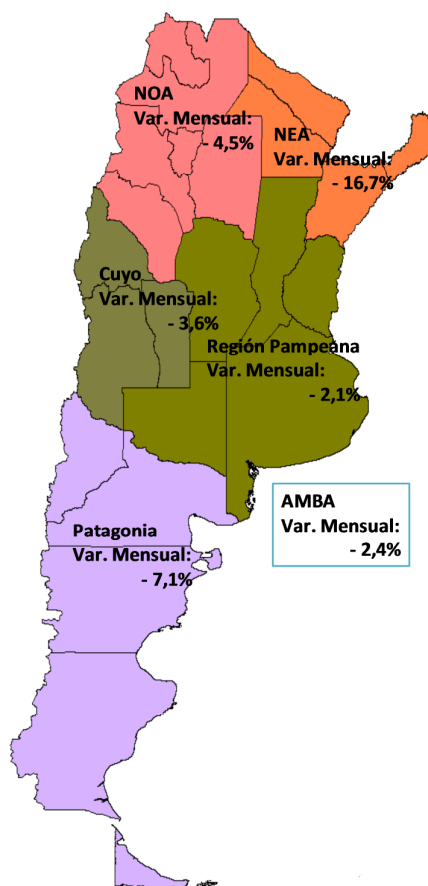 NOA
Var. Mensual:
- 4,5%
NEA
Var. Mensual:
- 16,7%
Cuyo
Var. Mensual:
- 3,6%
Región Pampeana
Var. Mensual:
- 2,1%
AMBA
Var. Mensual:
- 2,4%
Patagonia
Var. Mensual:
- 7,1%